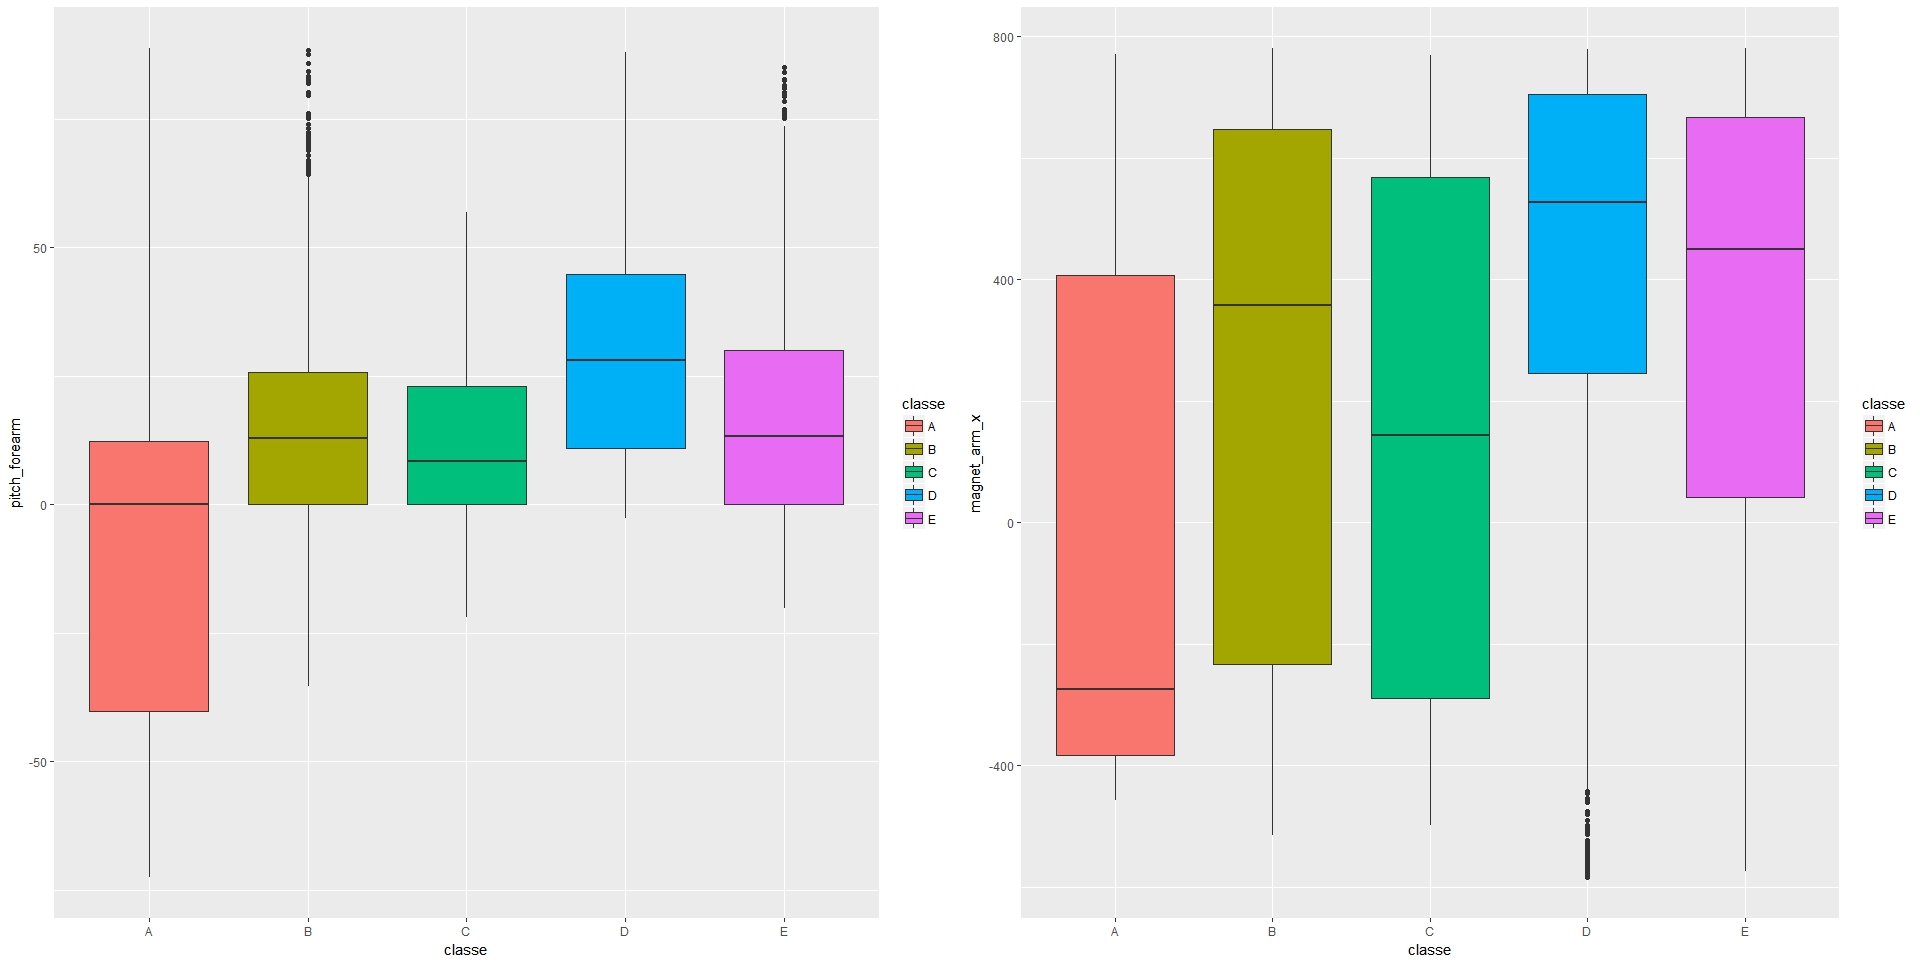 pitch_forearm
50
0
-50
A B C D E
classe
classe
A
B
C
D
E
magnet_arm_x
800
400
0
-400
A B C D E
classe
classe
A
B
C
D
E